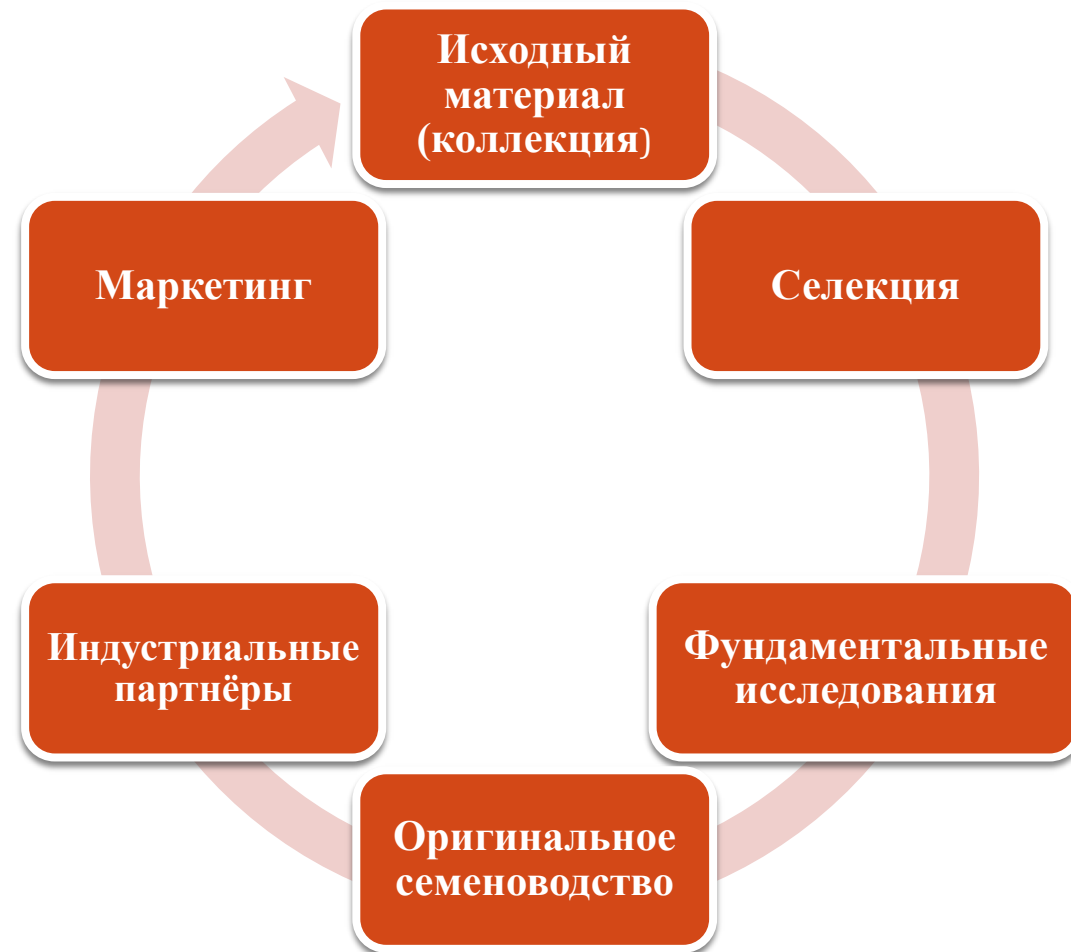 Исходный
материал
(коллекция)
Селекция
Фундаментальные
исследования
Оригинальное
семеноводство
Индустриальные
партнёры
Маркетинг